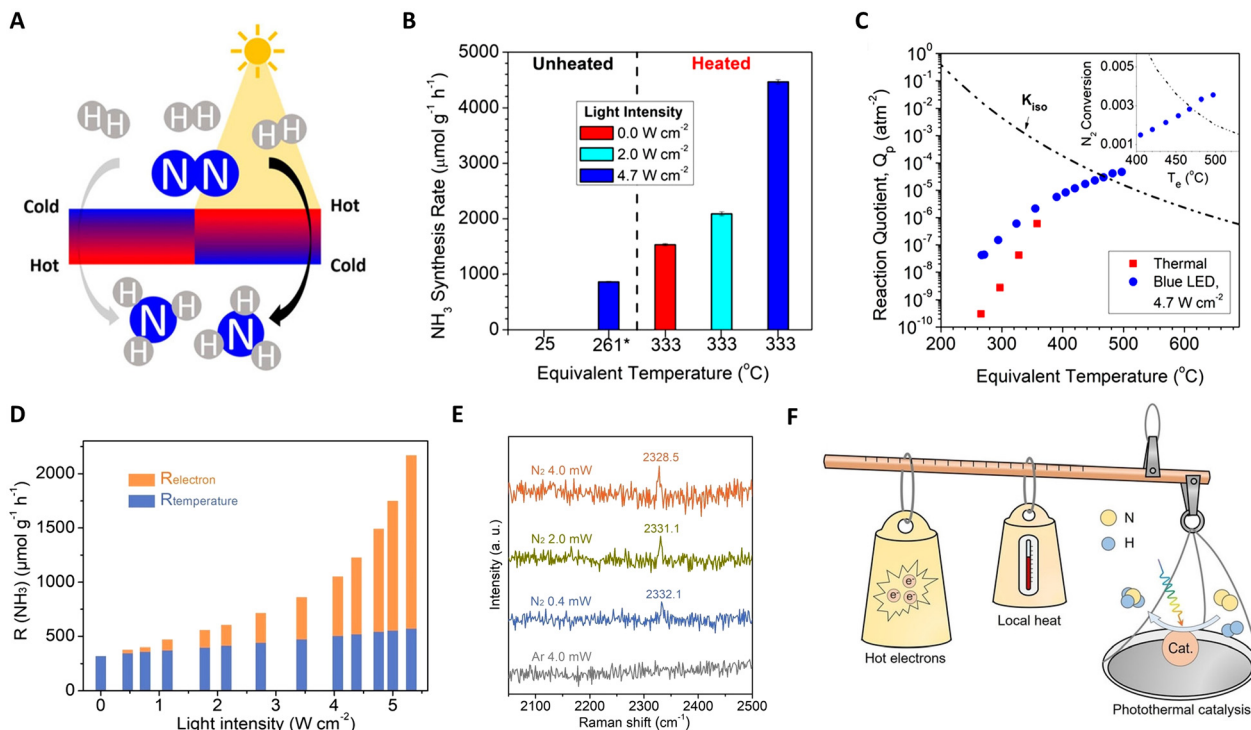 A
H H
H H
H H
N N
Cold
Hot
Hot
Cold
H
H
N
H
H
N
H
H
B
NH3 Synthesis Rate (μmol g-1 h-1)
5000
4000
3000
2000
1000
0
Unheated
Heated
Light Intensity
0.0 W cm-2
2.0 W cm-2
4.7 W cm-2
25
261*
333
333
333
Equivalent Temperature (oC)
C
Reaction Quotient, Qp (atm-2)
100
10-1
10-2
10-3
10-4
10-5
10-6
10-7
10-8
10-9
10-10
Kiso
N2 Conversion
0.005
0.003
0.001
400
500
Te (oC)
Thermal
Blue LED,
4.7 W cm-2
200
300
400
500
600
Equivalent Temperature (oC)
D
R (NH3) (μmol g-1 h-1)
2000
1500
1000
500
0
Relectron
Rtemperature
0
1
2
3
4
5
Light intensity (W cm-2)
E
Intensity (a. u.)
N2 4.0 mW
2328.5
N2 2.0 mW
2331.1
N2 0.4 mW
2332.1
Ar 4.0 mW
2100
2200
2300
2400
2500
Raman shift (cm-1)
F
N
H
e-
e-
e-
Hot electrons
Local heat
Cat.
Photothermal catalysis